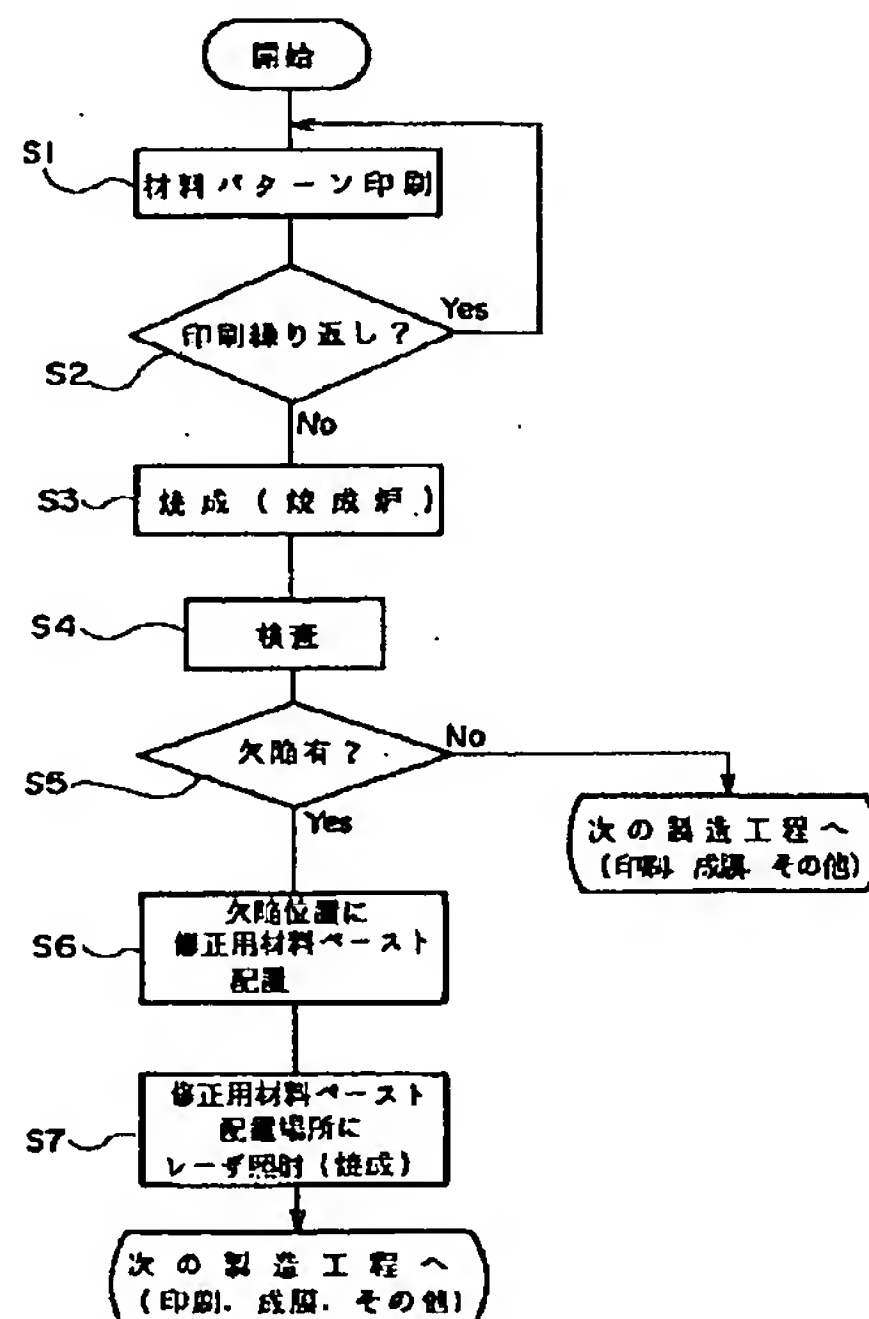 開始
S1
材料パターン印刷
Yes
印刷繰り返し?
S2
No
S3
焼成(焼成炉)
S4
検査
No
欠陥有?
S5
Yes
次の製造工程へ
(印刷、成膜、その他)
欠陥位置に
S6
修正用材料ペースト
配置
修正用材料ペースト
配置場所に
S7
レーザ照射(焼成)
次の製造工程へ
(印刷、成膜、その他)